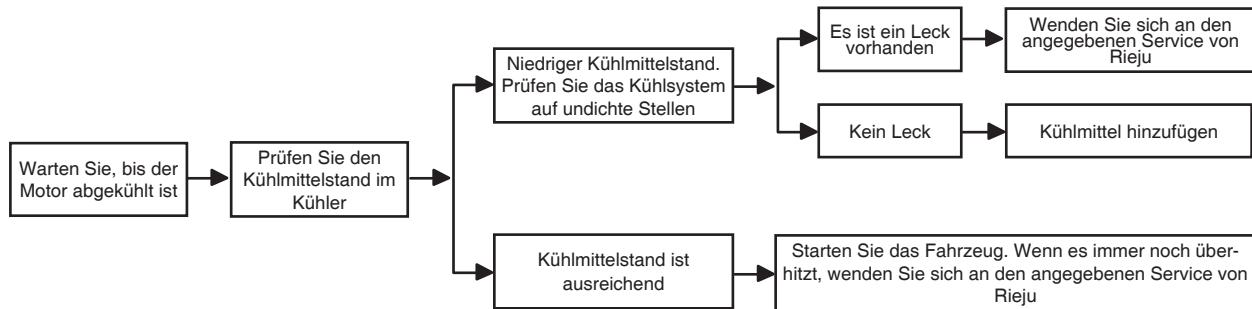 Warten Sie, bis der
Motor abgekühlt ist
Prüfen Sie den
Kühlmittelstand im
Kühler
Niedriger Kühlmittelstand.
Prüfen Sie das Kühlsystem
auf undichte Stellen
Es ist ein Leck
vorhanden
Wenden Sie sich an den
angegebenen Service von
Rieju
Kein Leck
Kühlmittel hinzufügen
Kühlmittelstand ist
ausreichend
Starten Sie das Fahrzeug. Wenn es immer noch über-
hitzt, wenden Sie sich an den angegebenen Service von
Rieju